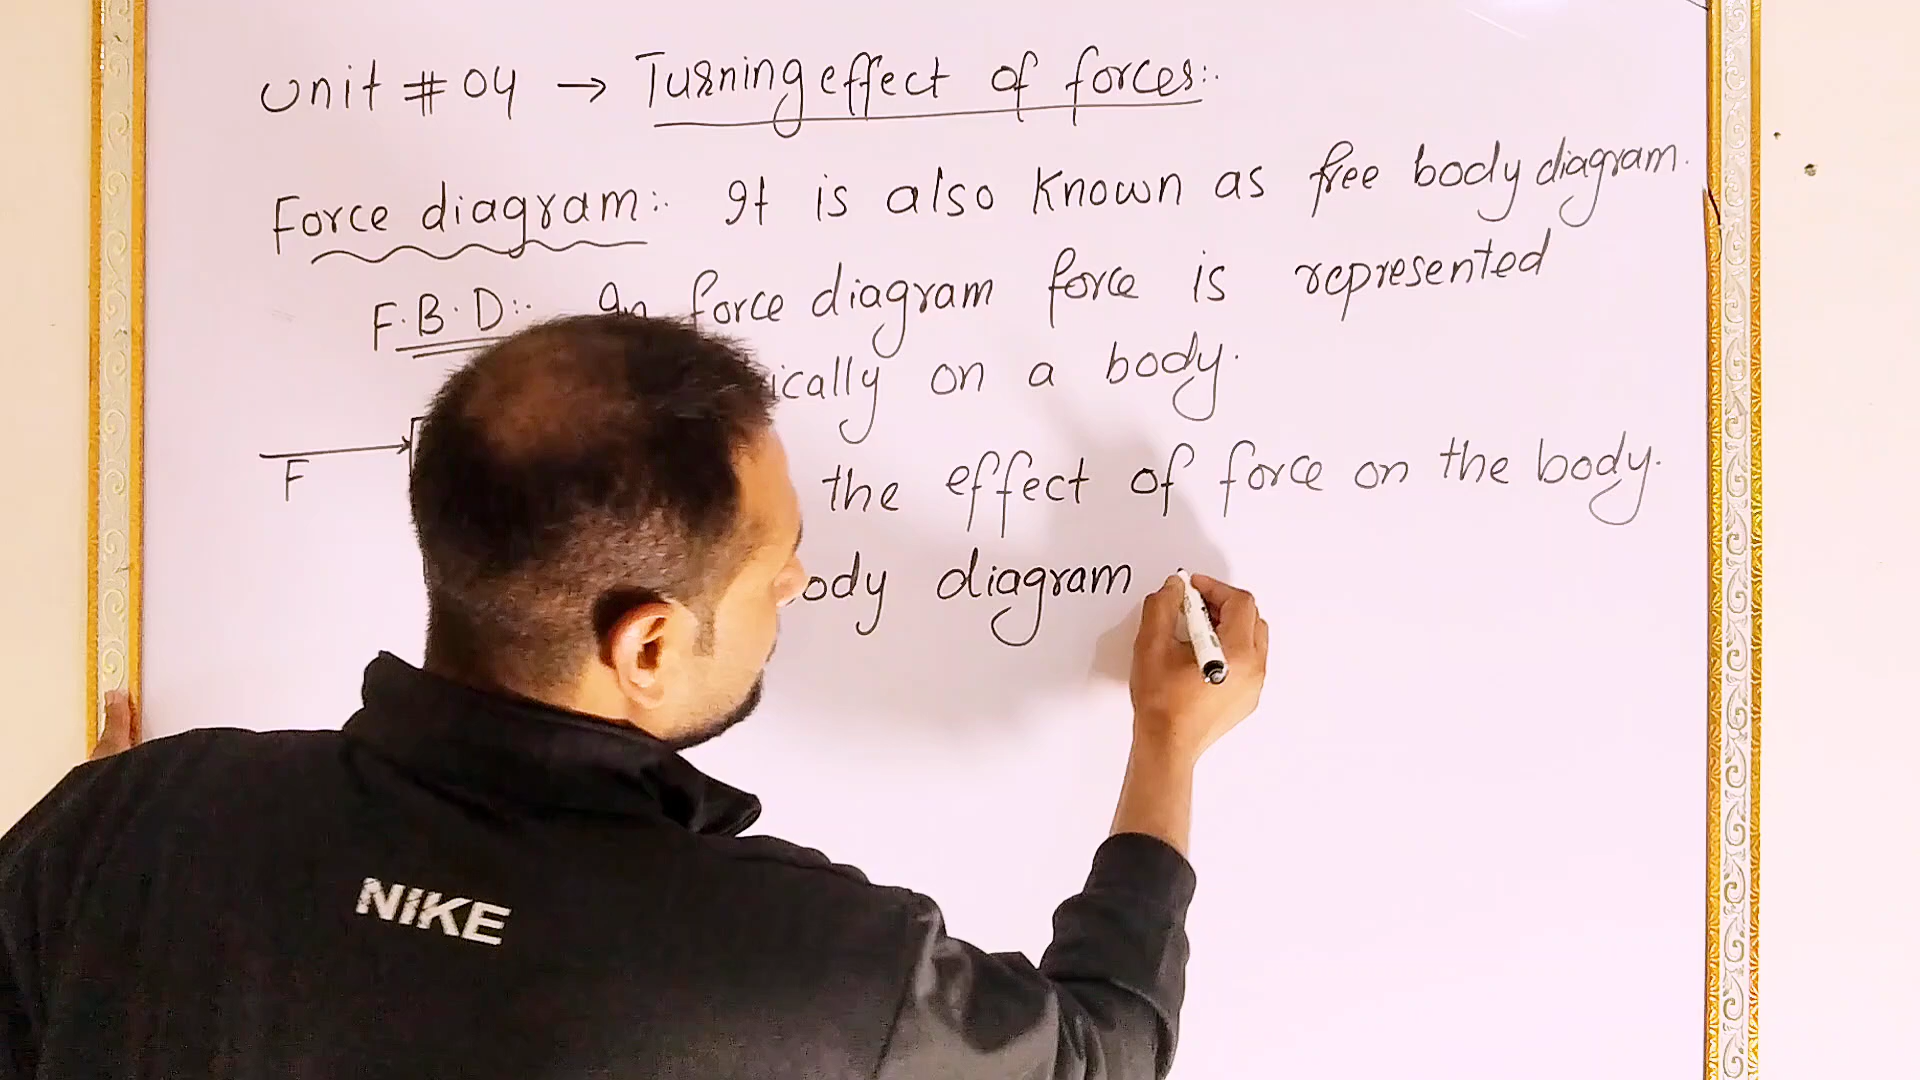 Unit # 04 → Turning effect of forces:.
Force diagram:. It is also known as free body diagram.
F.B.D:. In force diagram force is represented
ically on a body.
F
the effect of force on the body.
ody diagram
NIKE